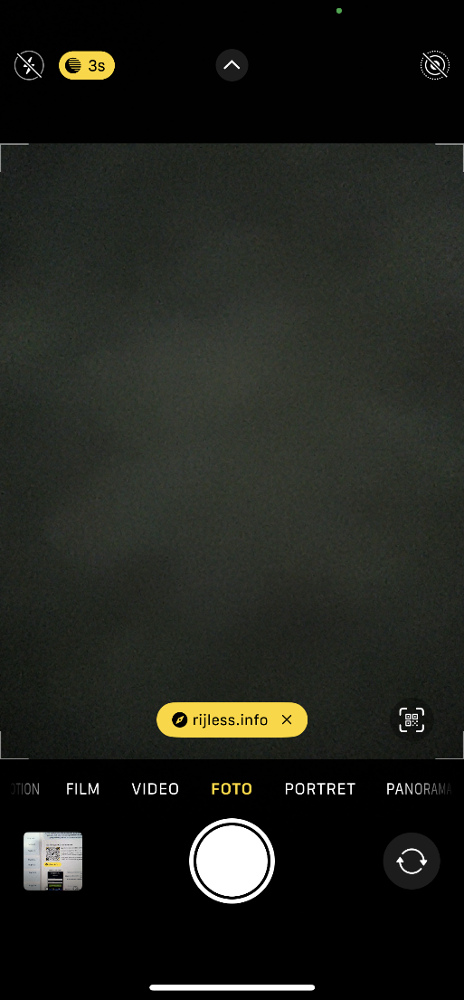 3s
rijless.info
OTION FILM VIDEO FOTO PORTRET PANORAMA